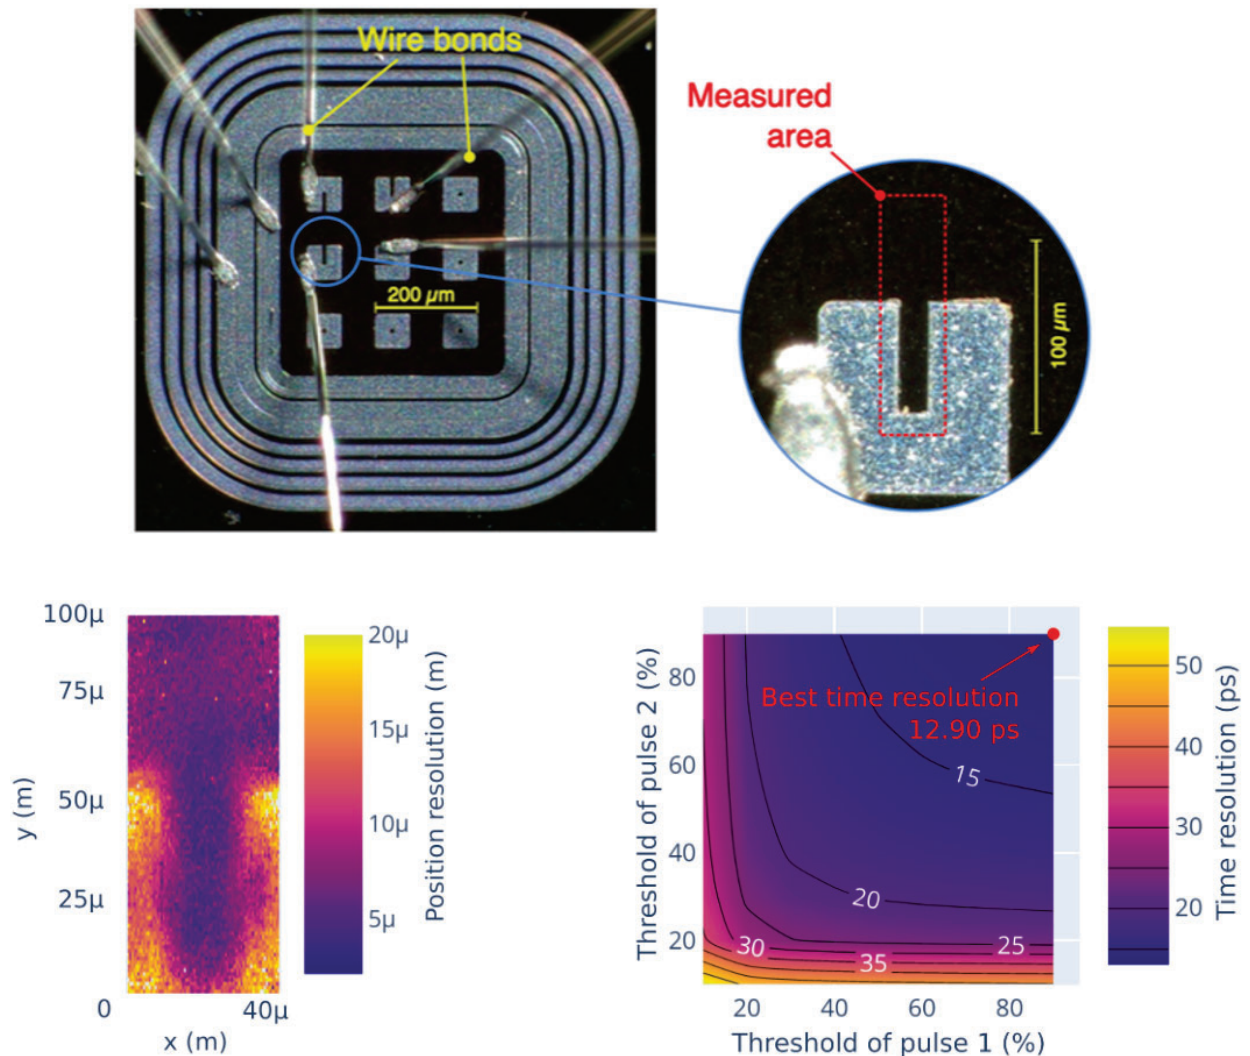 Wire bonds
Measured
area
200 µm
100 µm
100µ
75µ
50µ
25µ
0
40µ
y (m)
x (m)
20µ
15µ
10µ
5µ
Position resolution (m)
80
60
40
20
Threshold of pulse 2 (%)
20
40
60
80
Threshold of pulse 1 (%)
Best time resolution
12.90 ps
15
20
25
30
35
50
40
30
20
Time resolution (ps)